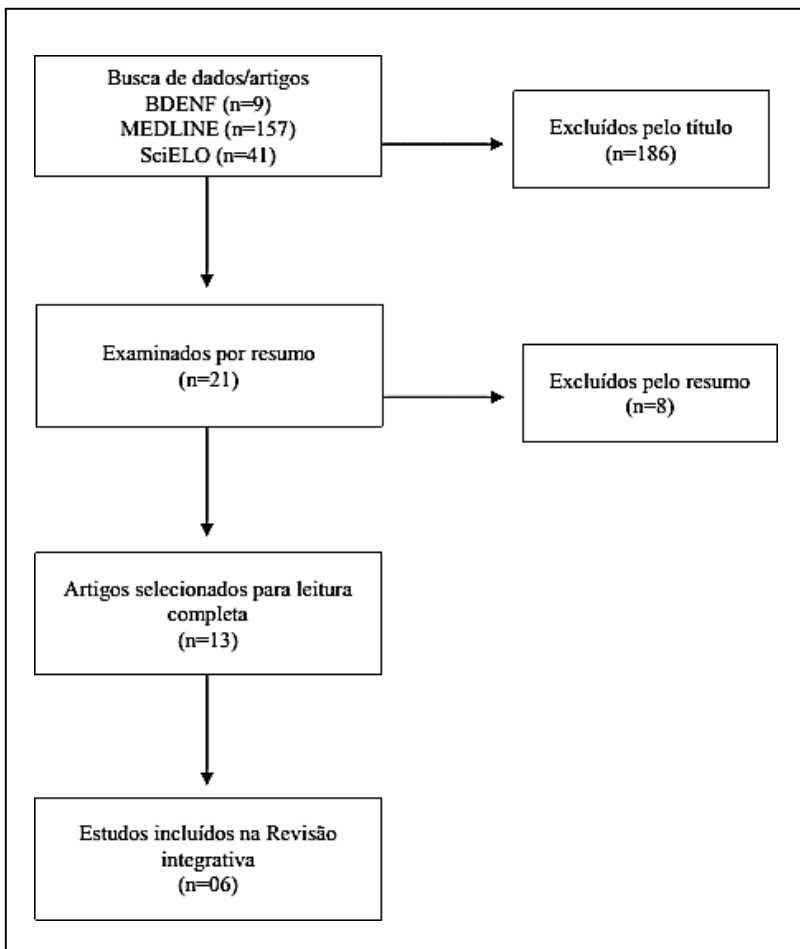 Busca de dados/artigos
BDENF (n=9)
MEDLINE (n=157)
SciELO (n=41)
Excluídos pelo título
(n=186)
Examinados por resumo
(n=21)
Excluídos pelo resumo
(n=8)
Artigos selecionados para leitura
completa
(n=13)
Estudos incluídos na Revisão
integrativa
(n=06)